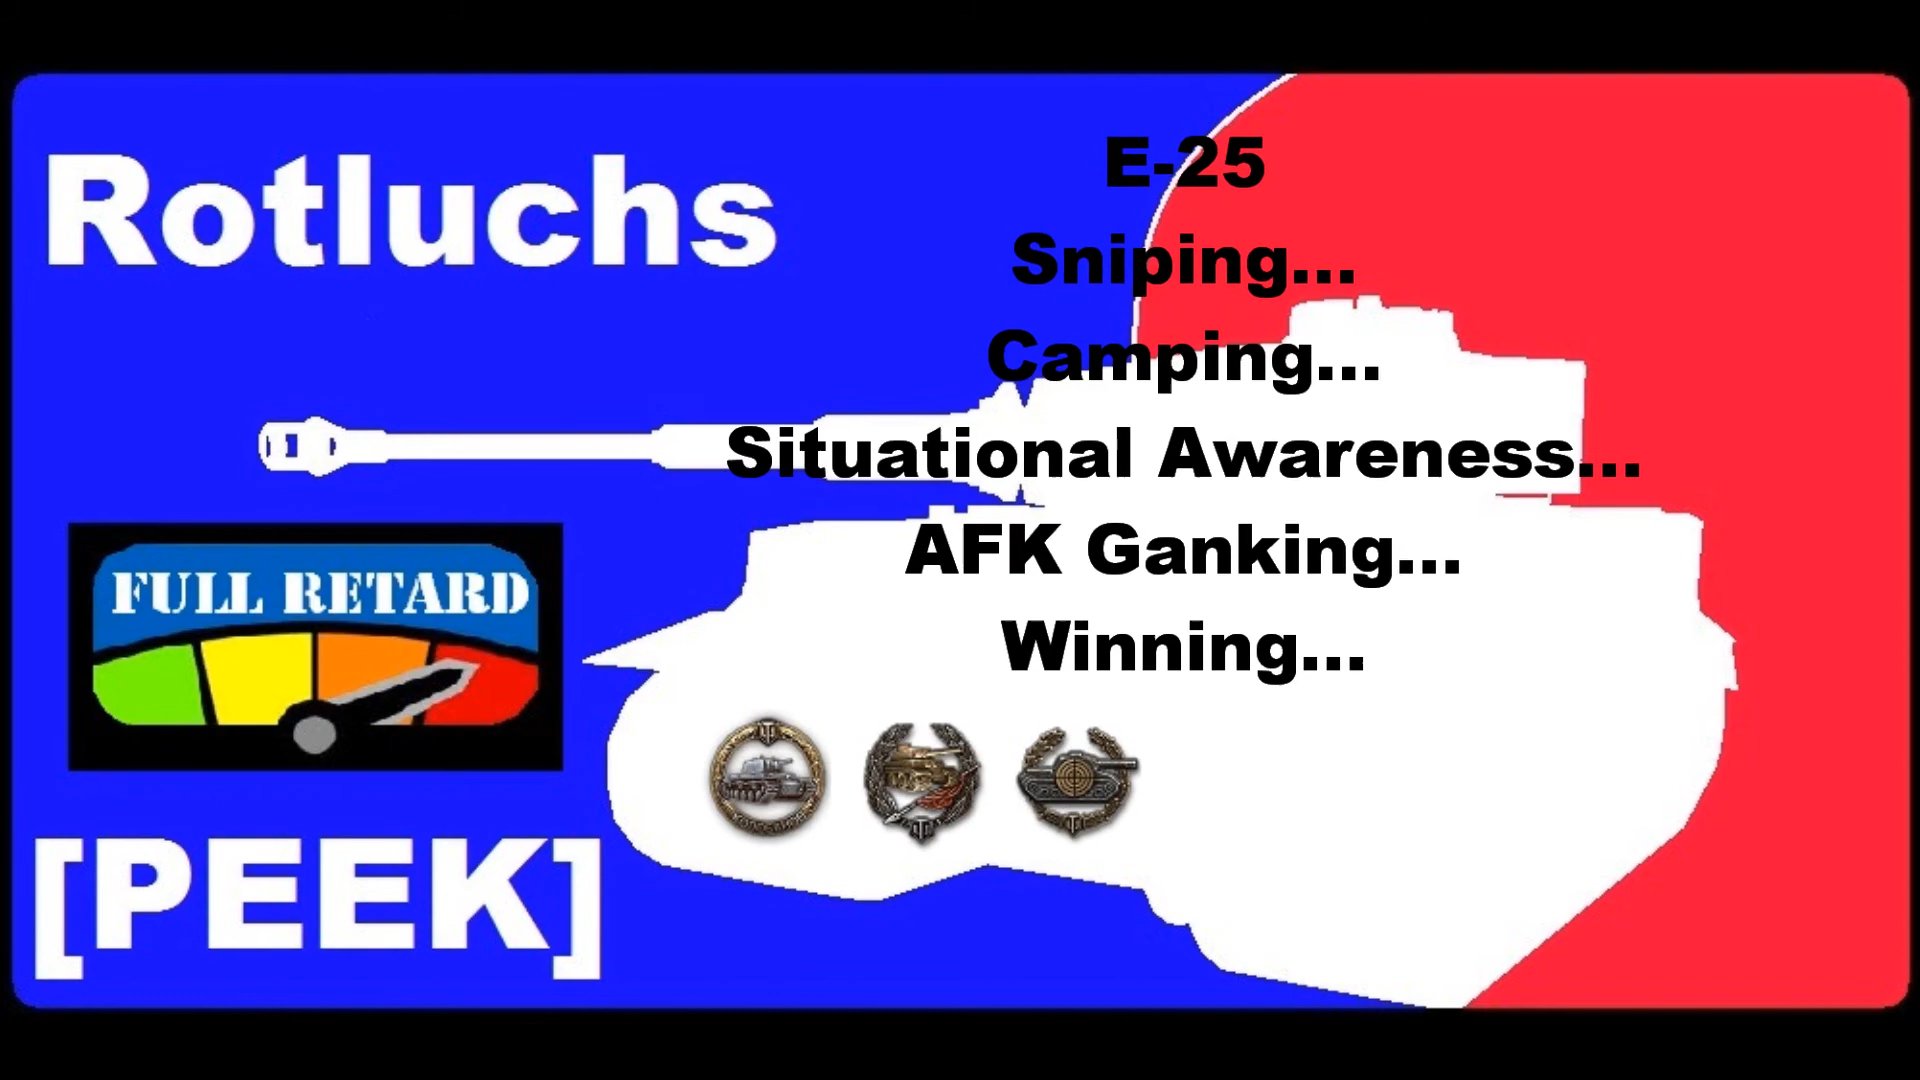 Rotluchs
E-25
Sniping...
Camping...
Situational Awareness...
AFK Ganking...
Winning...
FULL RETARD
[PEEK]